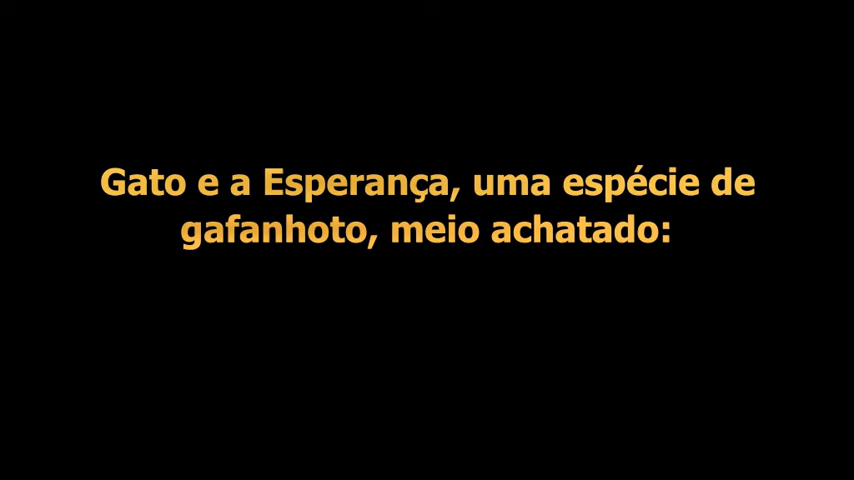 Gato e a Esperança, uma espécie de
gafanhoto, meio achatado: